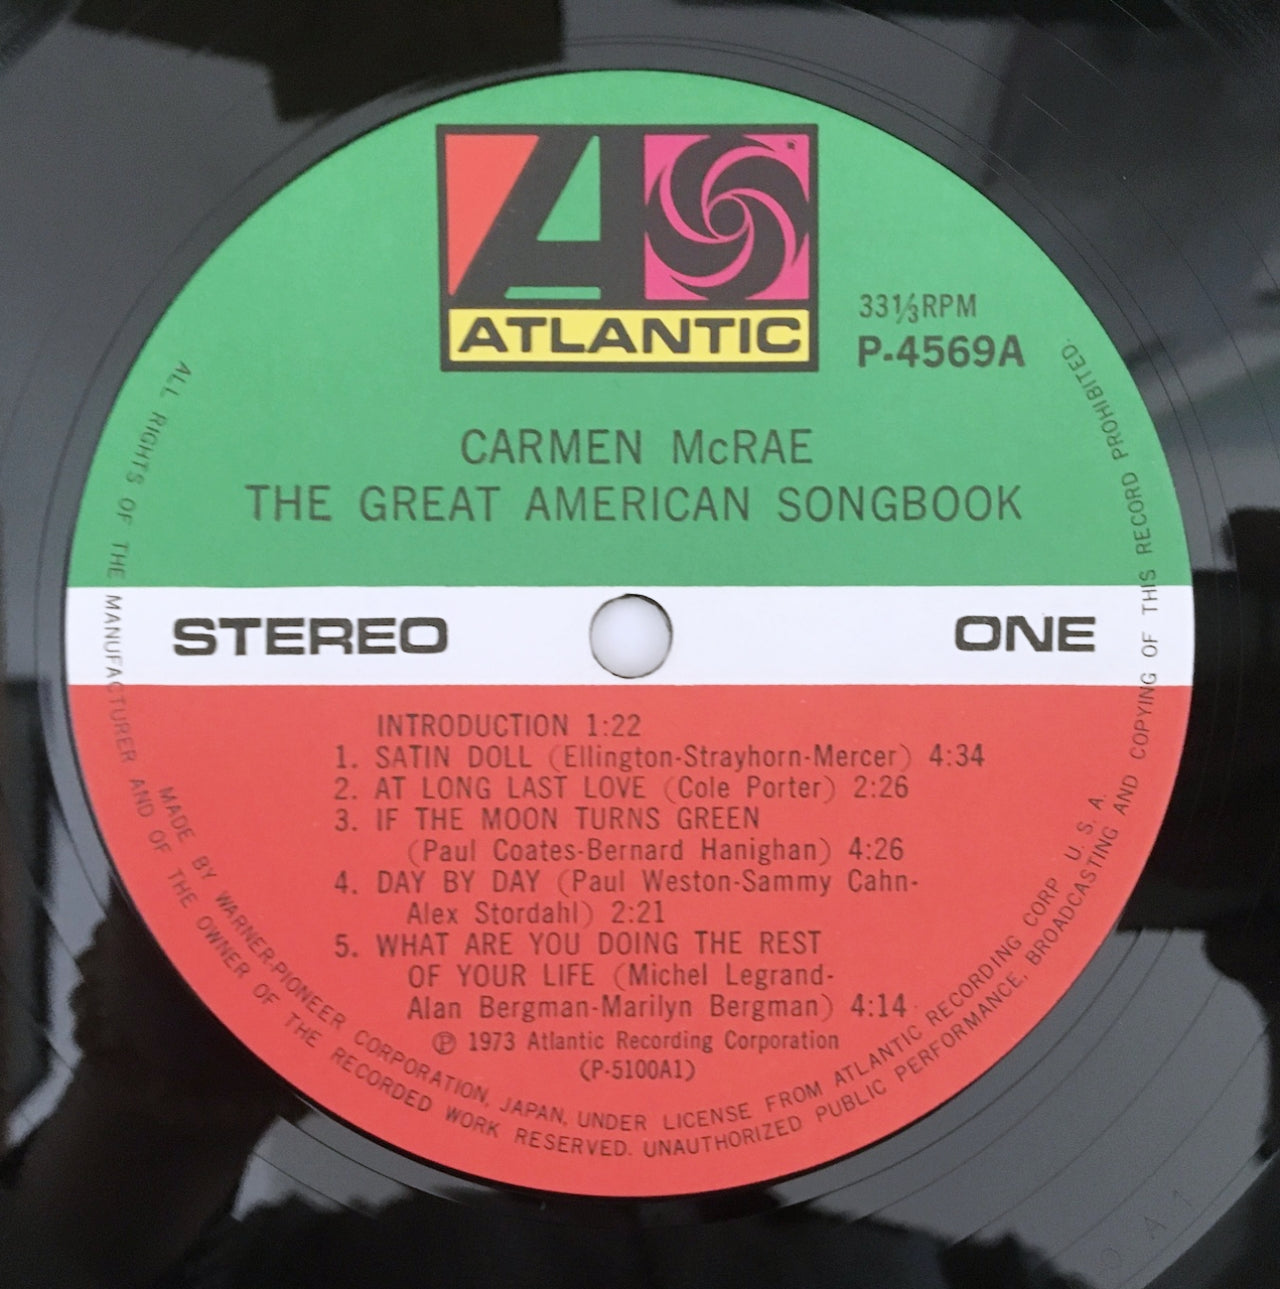 ATLANTIC
33⅓RPM
P-4569A
CARMEN McRAE
THE GREAT AMERICAN SONGBOOK
STEREO
ONE
INTRODUCTION 1:22
1. SATIN DOLL (Ellington-Strayhorn-Mercer) 4:34
2. AT LONG LAST LOVE (Cole Porter) 2:26
3. IF THE MOON TURNS GREEN
(Paul Coates-Bernard Hanighan) 4:26
4. DAY BY DAY (Paul Weston-Sammy Cahn-
Alex Stordahl) 2:21
5. WHAT ARE YOU DOING THE REST
OF YOUR LIFE (Michel Legrand-
Alan Bergman-Marilyn Bergman) 4:14
Ⓟ 1973 Atlantic Recording Corporation
(P-5100A1)
MADE BY WARNER-PIONEER CORPORATION, JAPAN, UNDER LICENSE FROM ATLANTIC RECORDING CORP U. S. A.
ALL RIGHTS OF THE MANUFACTURER AND OF THE OWNER OF THE RECORDED WORK RESERVED. UNAUTHORIZED PUBLIC PERFORMANCE, BROADCASTING AND COPYING OF THIS RECORD PROHIBITED.